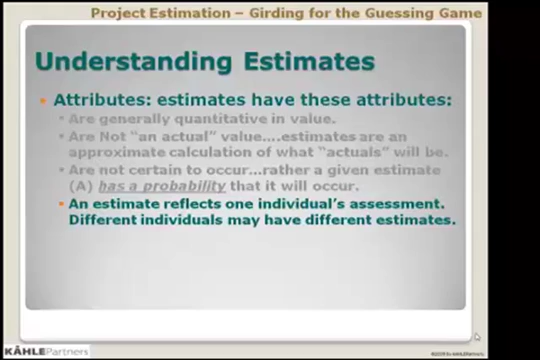 Project Estimation – Girding for the Guessing Game
Understanding Estimates
Attributes: estimates have these attributes:
Are generally quantitative in value.
Are Not “an actual” value....estimates are an
approximate calculation of what “actuals” will be.
Are not certain to occur...rather a given estimate
(A) has a probability that it will occur.
An estimate reflects one individual’s assessment.
Different individuals may have different estimates.
KÄHLEPartners